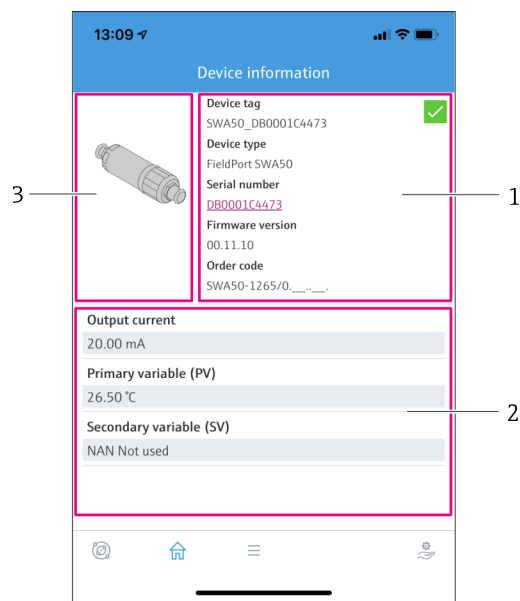 13:09
Device information
Device tag
SWA50_DB0001C4473
Device type
FieldPort SWA50
Serial number
DB0001C4473
Firmware version
00.11.10
Order code
SWA50-1265/0.__..__.
3
1
Output current
20.00 mA
Primary variable (PV)
26.50 °C
Secondary variable (SV)
NAN Not used
2